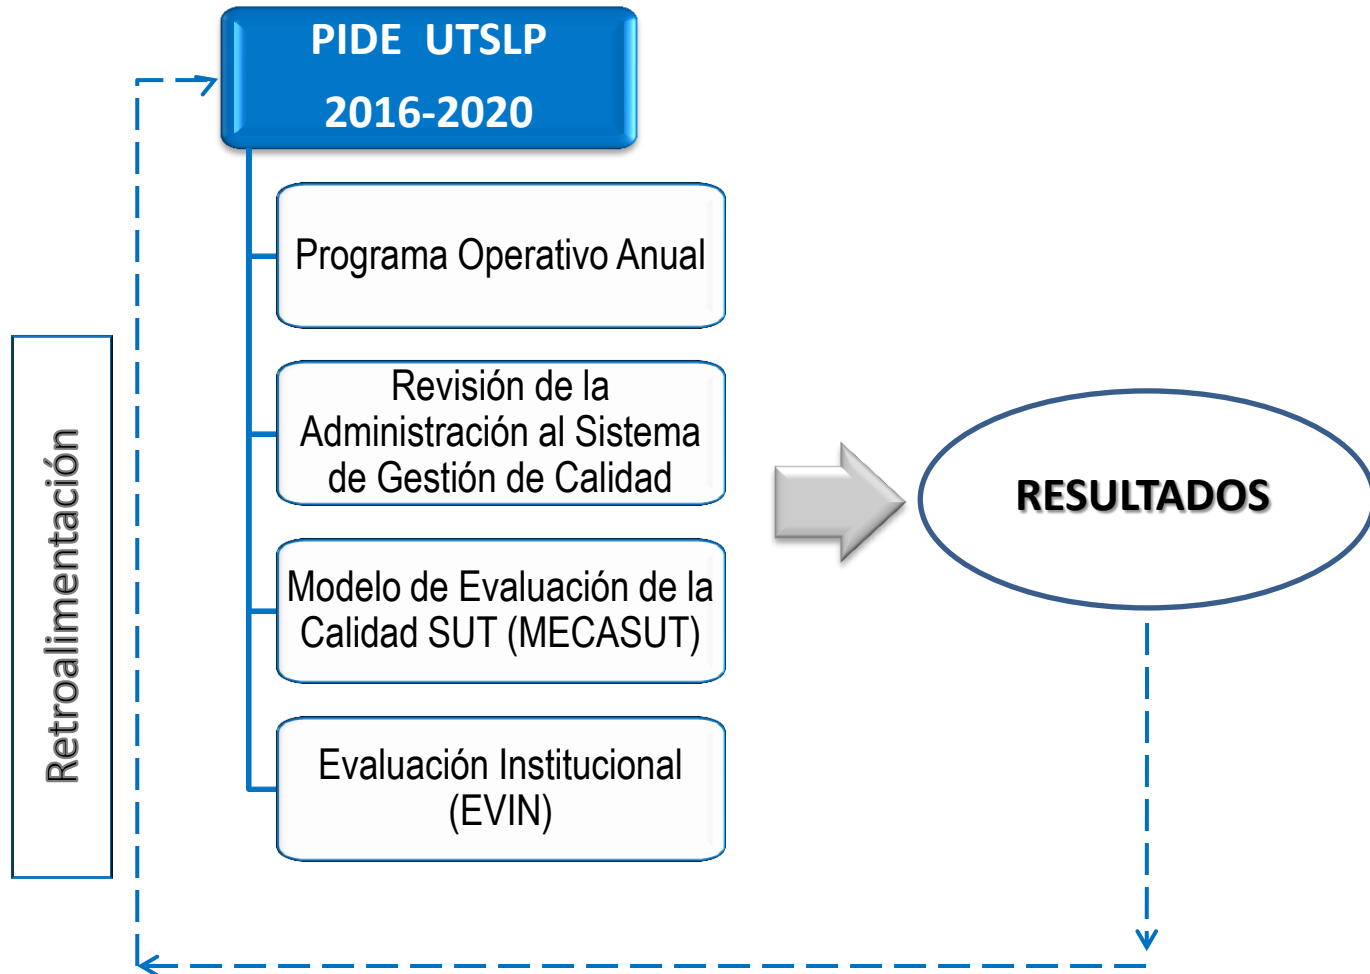 PIDE UTSLP
2016-2020
Programa Operativo Anual
Revisión de la
Administración al Sistema
de Gestión de Calidad
Modelo de Evaluación de la
Calidad SUT (MECASUT)
Evaluación Institucional
(EVIN)
RESULTADOS
Retroalimentación